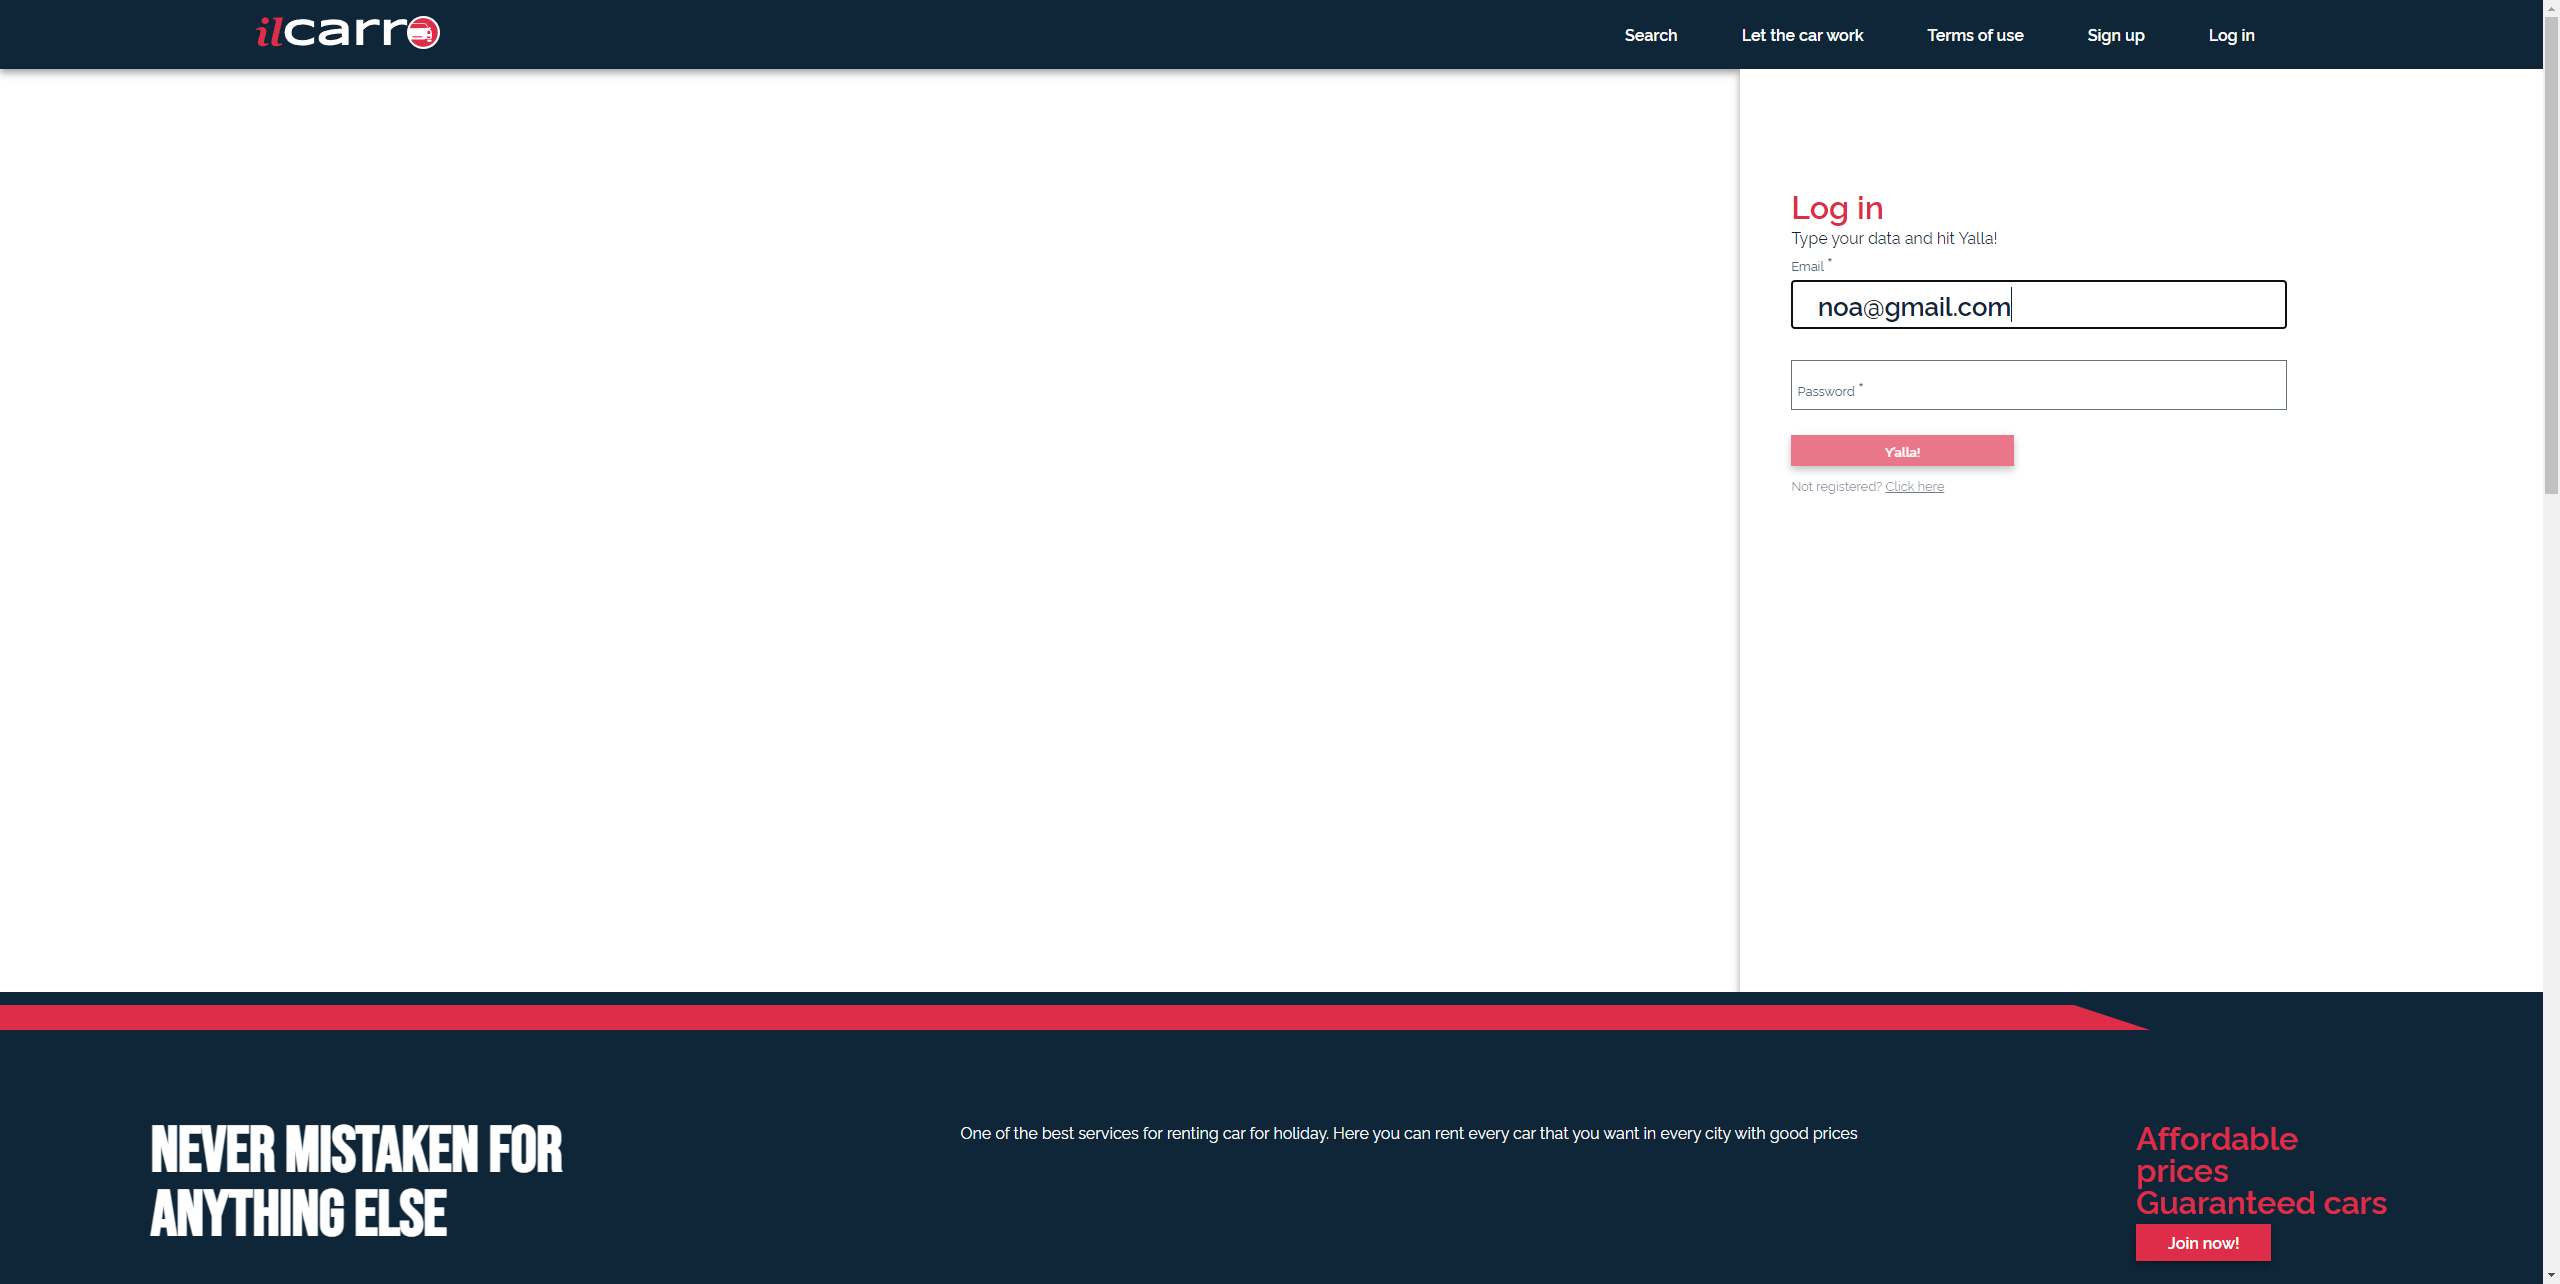 ilcarro
Search
Let the car work
Terms of use
Sign up
Log in
Log in
Type your data and hit Yalla!
Email *
noa@gmail.com
Password *
Y'alla!
Not registered? Click here
NEVER MISTAKEN FOR
ANYTHING ELSE
One of the best services for renting car for holiday. Here you can rent every car that you want in every city with good prices
Affordable
prices
Guaranteed cars
Join now!